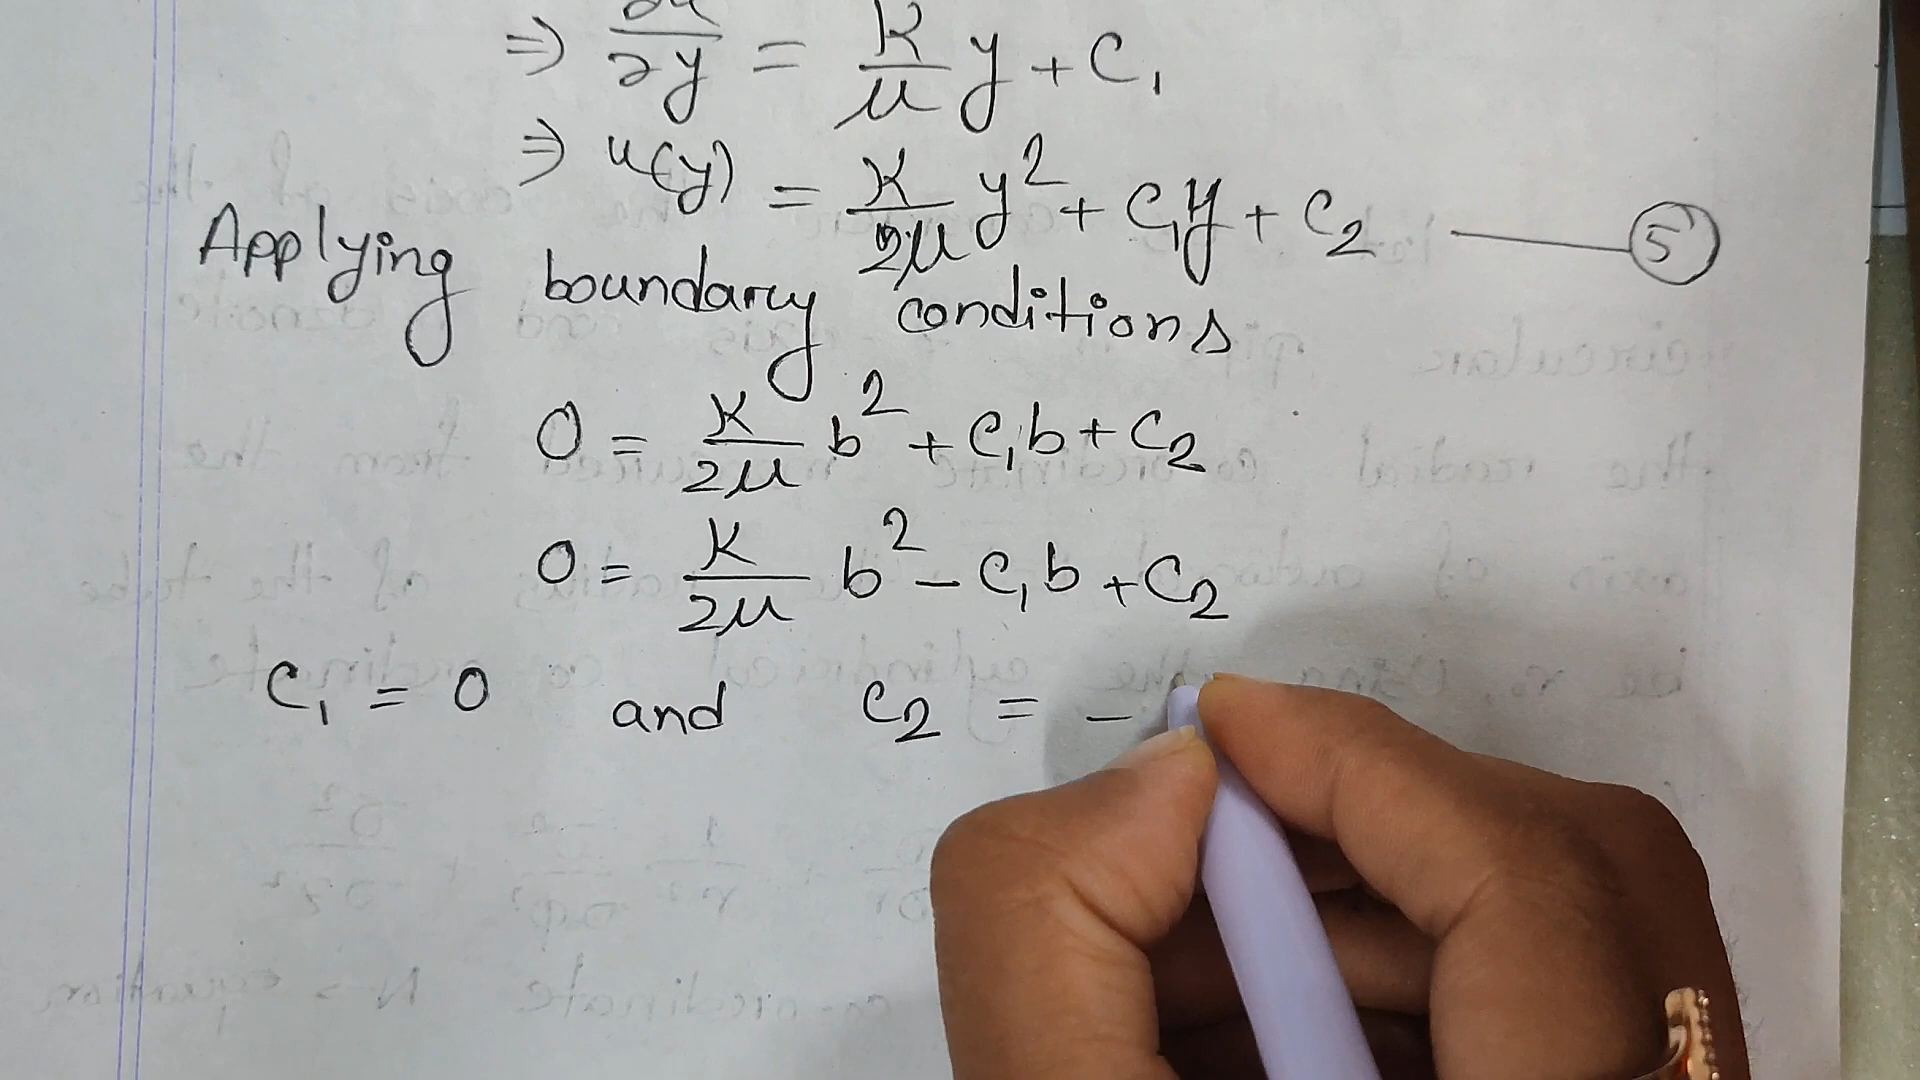 ⇒ ∂u/∂y = K/μ y + C₁
⇒ u(y) = K/2μ y² + C₁y + C₂ —— ⑤
Applying boundary conditions
0 = K/2μ b² + C₁b + C₂
0 = K/2μ b² - C₁b + C₂
C₁ = 0 and C₂ = -